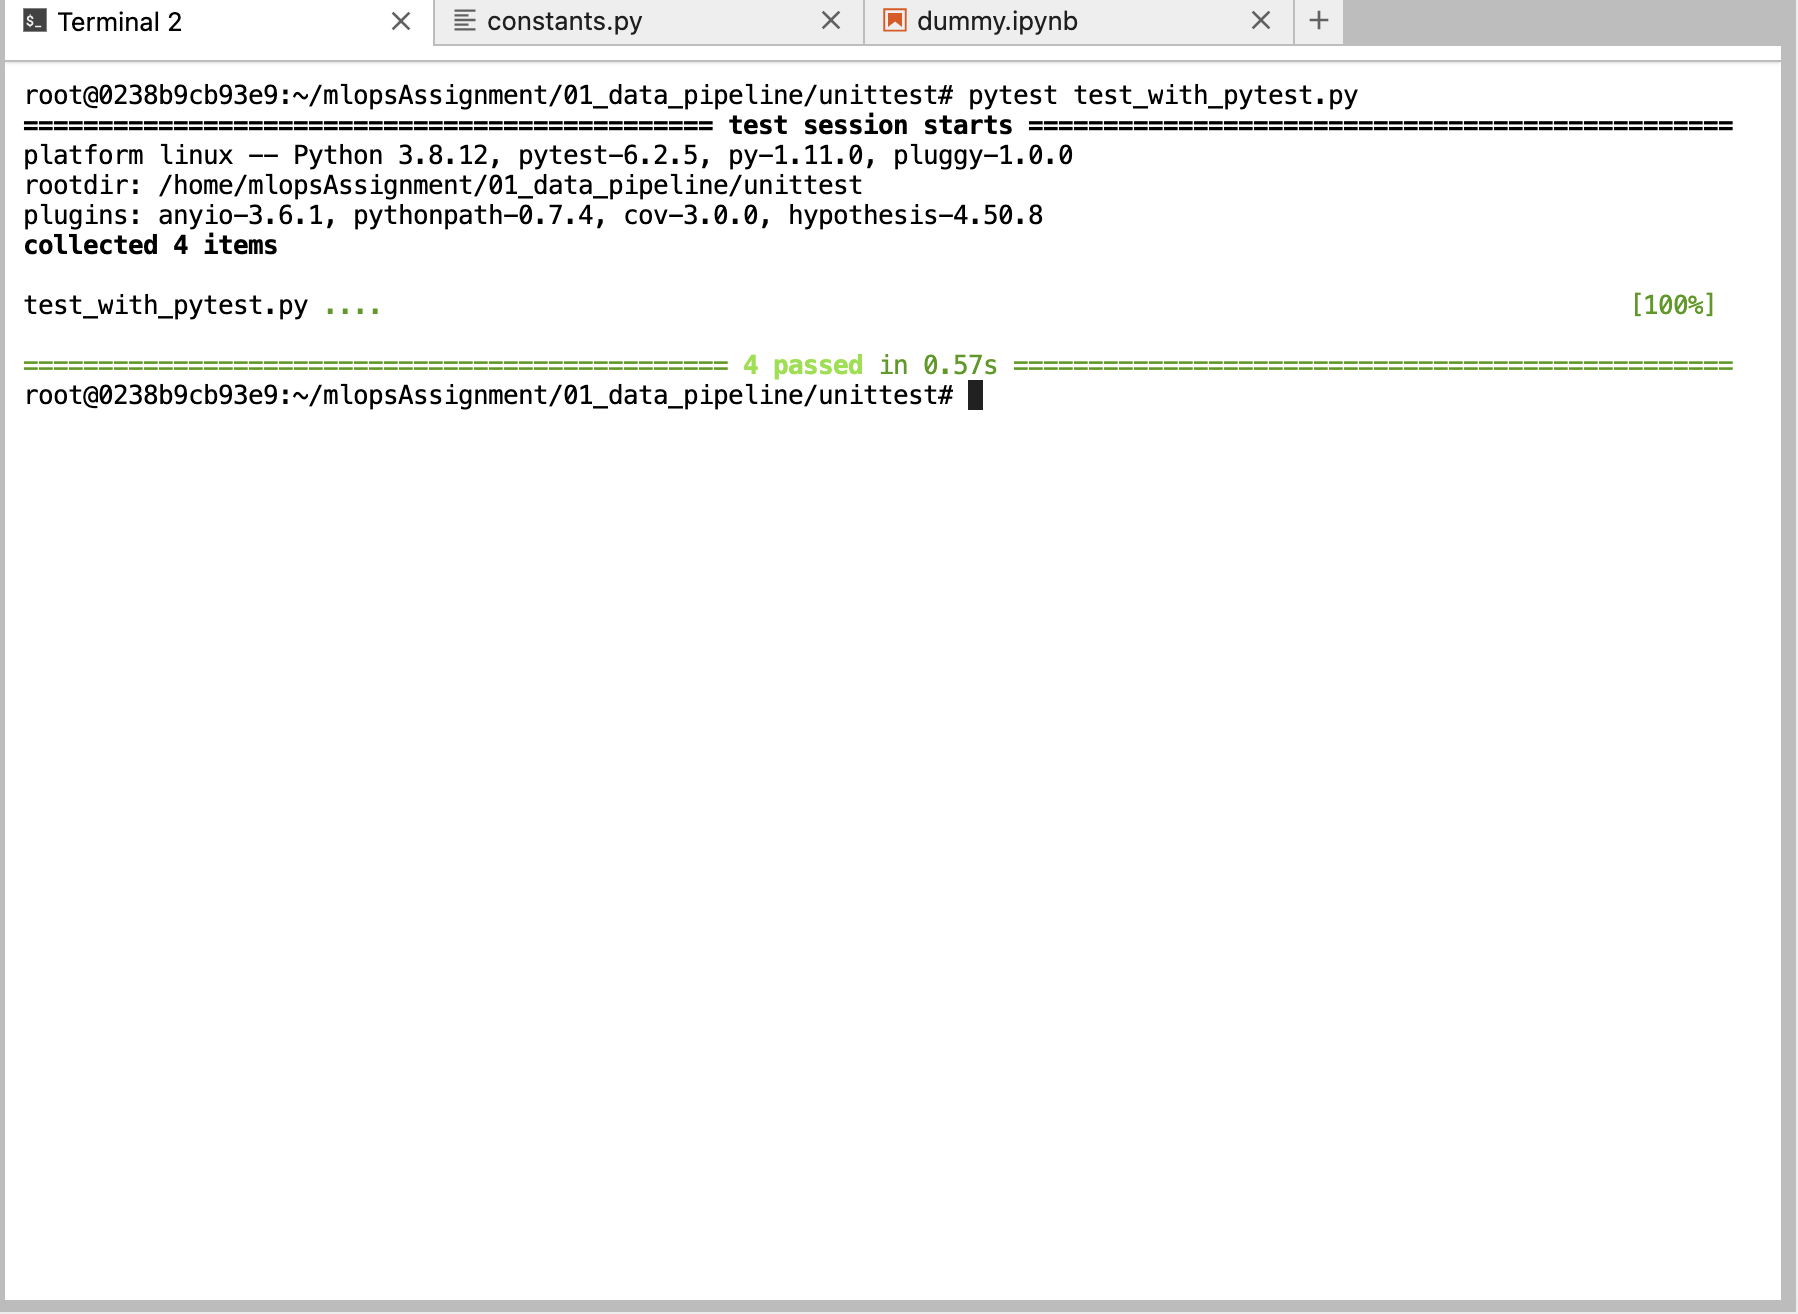 Terminal 2 constants.py dummy.ipynb
root@0238b9cb93e9:~/mlopsAssignment/01_data_pipeline/unittest# pytest test_with_pytest.py
============================================== test session starts ===============================================
platform linux -- Python 3.8.12, pytest-6.2.5, py-1.11.0, pluggy-1.0.0
rootdir: /home/mlopsAssignment/01_data_pipeline/unittest
plugins: anyio-3.6.1, pythonpath-0.7.4, cov-3.0.0, hypothesis-4.50.8
collected 4 items
test_with_pytest.py .... [100%]
=============================================== 4 passed in 0.57s ================================================
root@0238b9cb93e9:~/mlopsAssignment/01_data_pipeline/unittest#